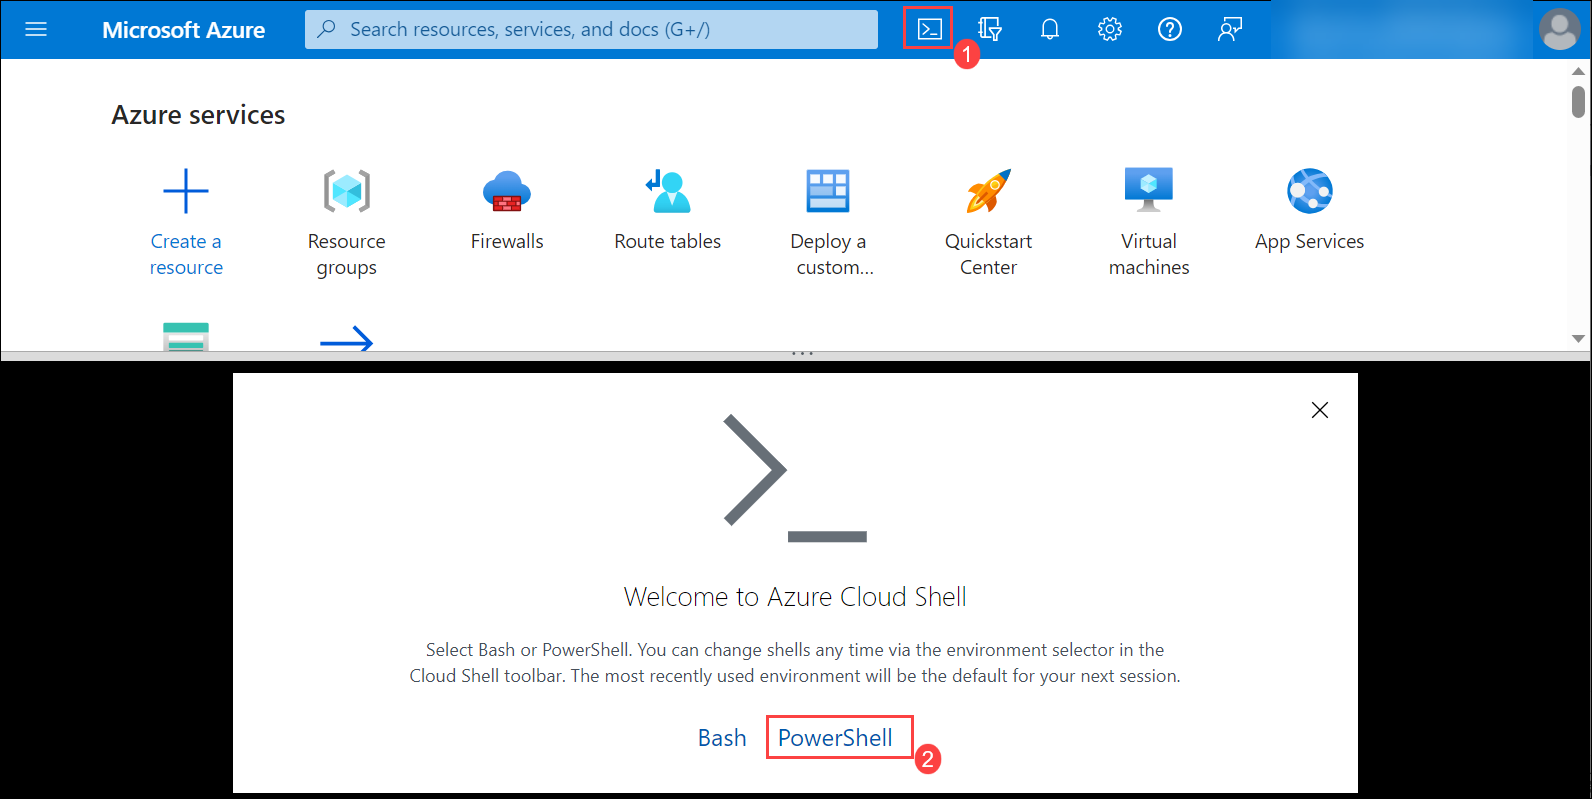 Microsoft Azure
Search resources, services, and docs (G+/)
1
Azure services
Create a
resource
Resource
groups
Firewalls
Route tables
Deploy a
custom...
Quickstart
Center
Virtual
machines
App Services
Welcome to Azure Cloud Shell
Select Bash or PowerShell. You can change shells any time via the environment selector in the
Cloud Shell toolbar. The most recently used environment will be the default for your next session.
Bash PowerShell
2